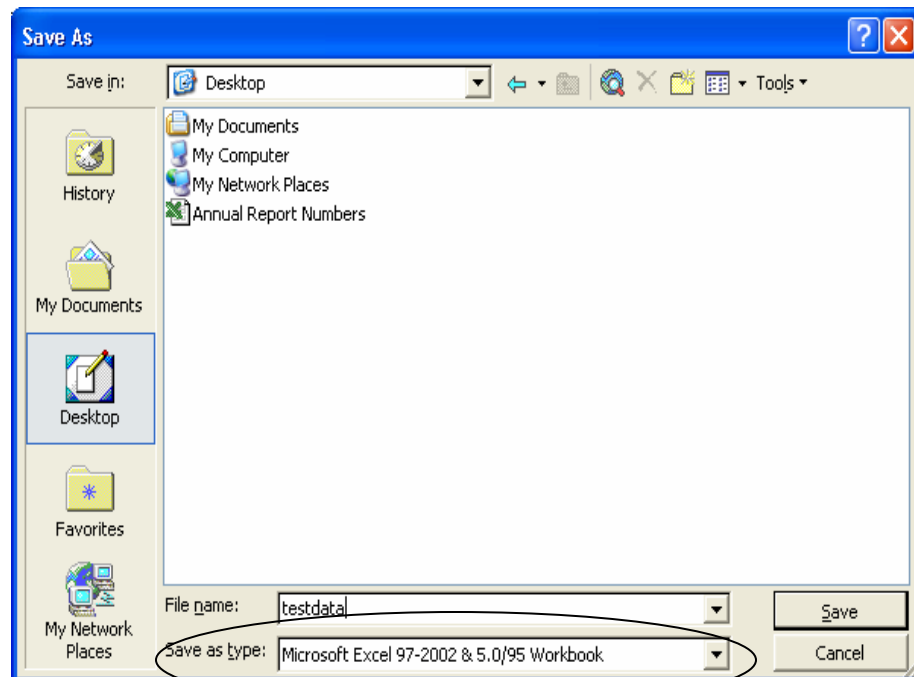 Save As
Save in: Desktop Tools
My Documents
My Computer
My Network Places
Annual Report Numbers
History
My Documents
Desktop
Favorites
My Network
Places
File name: testdata Save
Save as type: Microsoft Excel 97-2002 & 5.0/95 Workbook Cancel